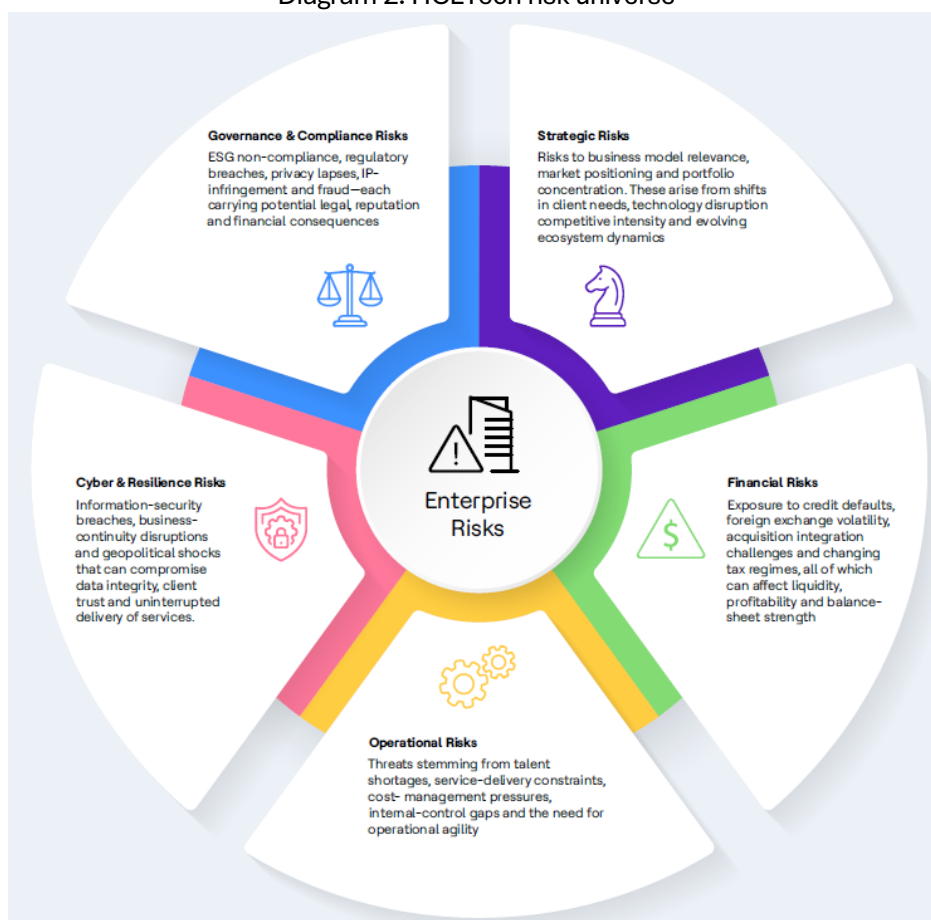 Diagram 2: HCLTech risk universe
Governance & Compliance Risks
ESG non-compliance, regulatory
breaches, privacy lapses, IP-
infringement and fraud—each
carrying potential legal, reputation
and financial consequences
Strategic Risks
Risks to business model relevance,
market positioning and portfolio
concentration. These arise from shifts
in client needs, technology disruption
competitive intensity and evolving
ecosystem dynamics
Enterprise
Risks
Cyber & Resilience Risks
Information-security
breaches, business-
continuity disruptions
and geopolitical shocks
that can compromise
data integrity, client
trust and uninterrupted
delivery of services.
$
Financial Risks
Exposure to credit defaults,
foreign exchange volatility,
acquisition integration
challenges and changing
tax regimes, all of which
can affect liquidity,
profitability and balance-
sheet strength
Operational Risks
Threats stemming from talent
shortages, service-delivery constraints,
cost- management pressures,
internal-control gaps and the need for
operational agility